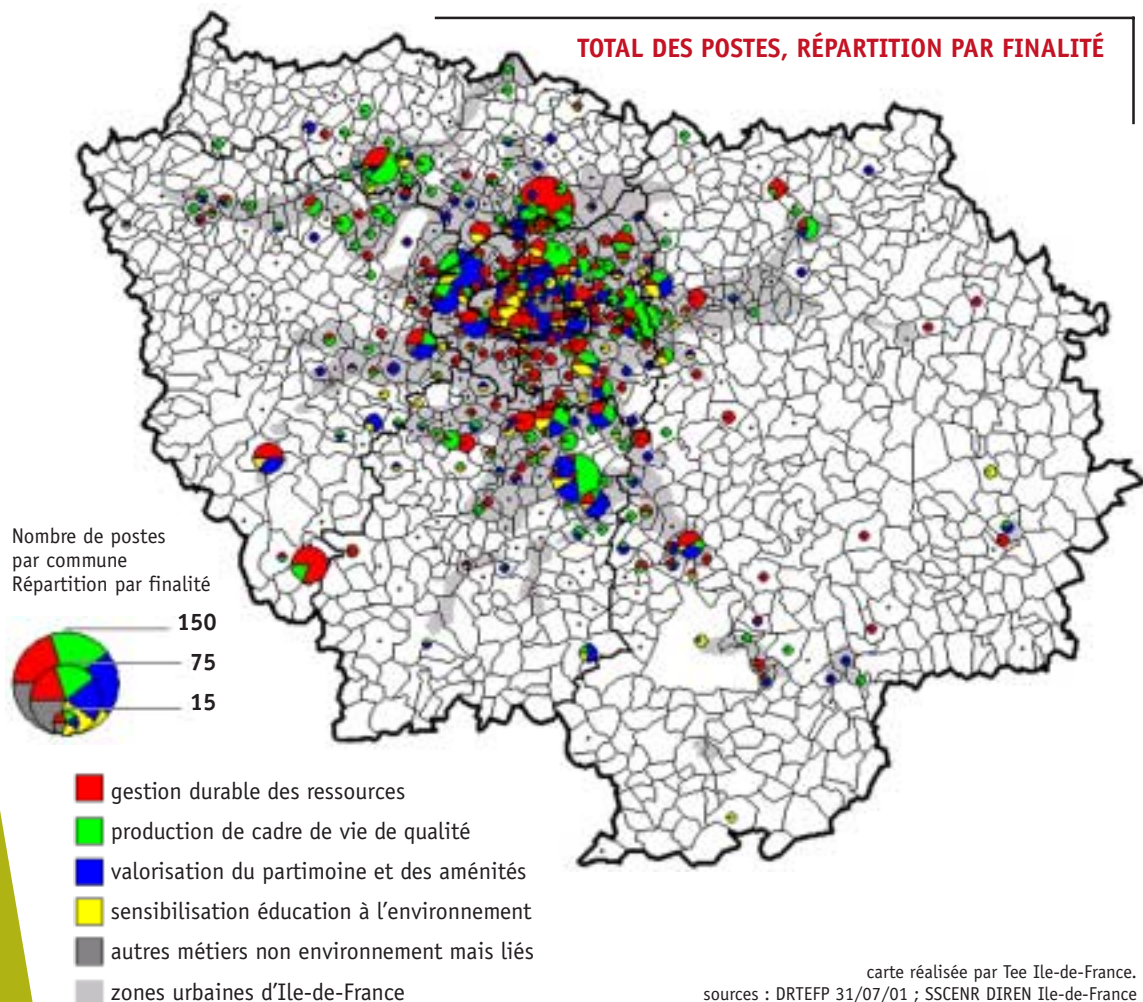 TOTAL DES POSTES, RÉPARTITION PAR FINALITÉ
Nombre de postes
par commune
Répartition par finalité
150
75
15
gestion durable des ressources
production de cadre de vie de qualité
valorisation du partimoine et des aménités
sensibilisation éducation à l'environnement
autres métiers non environnement mais liés
zones urbaines d'Ile-de-France
carte réalisée par Tee Ile-de-France.
sources : DRTEFP 31/07/01 ; SSCENR DIREN Ile-de-France